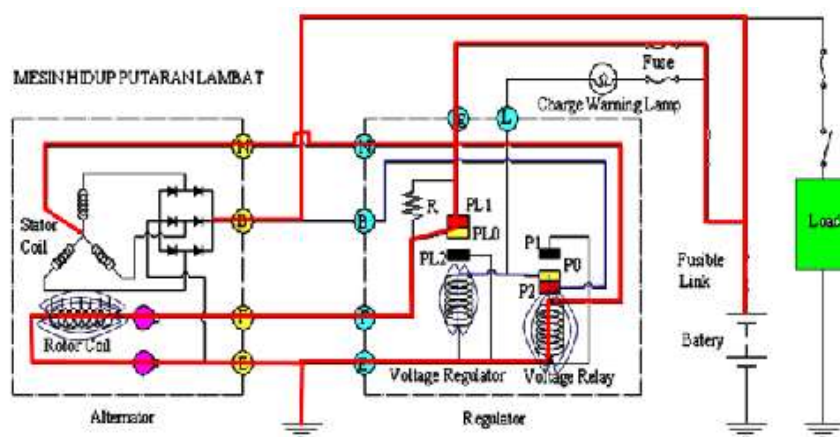 MESIN HIDUP PUTARAN LAMBAT
Fuse
Charge Warning Lamp
L
N
B
B
R
PL1
PL0
PL2
P1
P0
P2
Stator
Coil
Load
Fusible
Link
F
E
Rotor Coil
Batery
Voltage Regulator
Voltage Relay
Alternator
Regulator